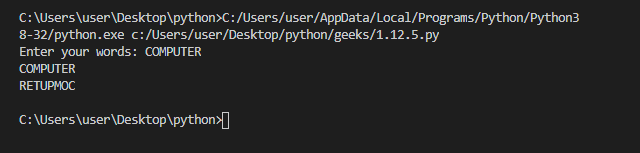 C:\Users\user\Desktop\python>C:/Users/user/AppData/Local/Programs/Python/Python3
8-32/python.exe c:/Users/user/Desktop/python/geeks/1.12.5.py
Enter your words: COMPUTER
COMPUTER
RETUPMOC
C:\Users\user\Desktop\python>